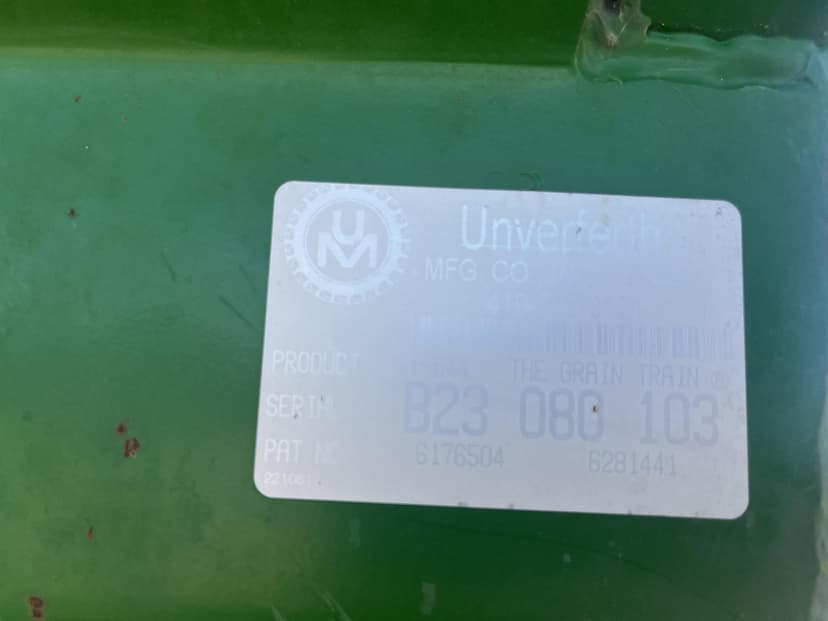 UM
Unverferth
MFG CO
PRODUCT THE GRAIN TRAIN
SERIAL B23 080 103
PAT NO 6176504 6281441